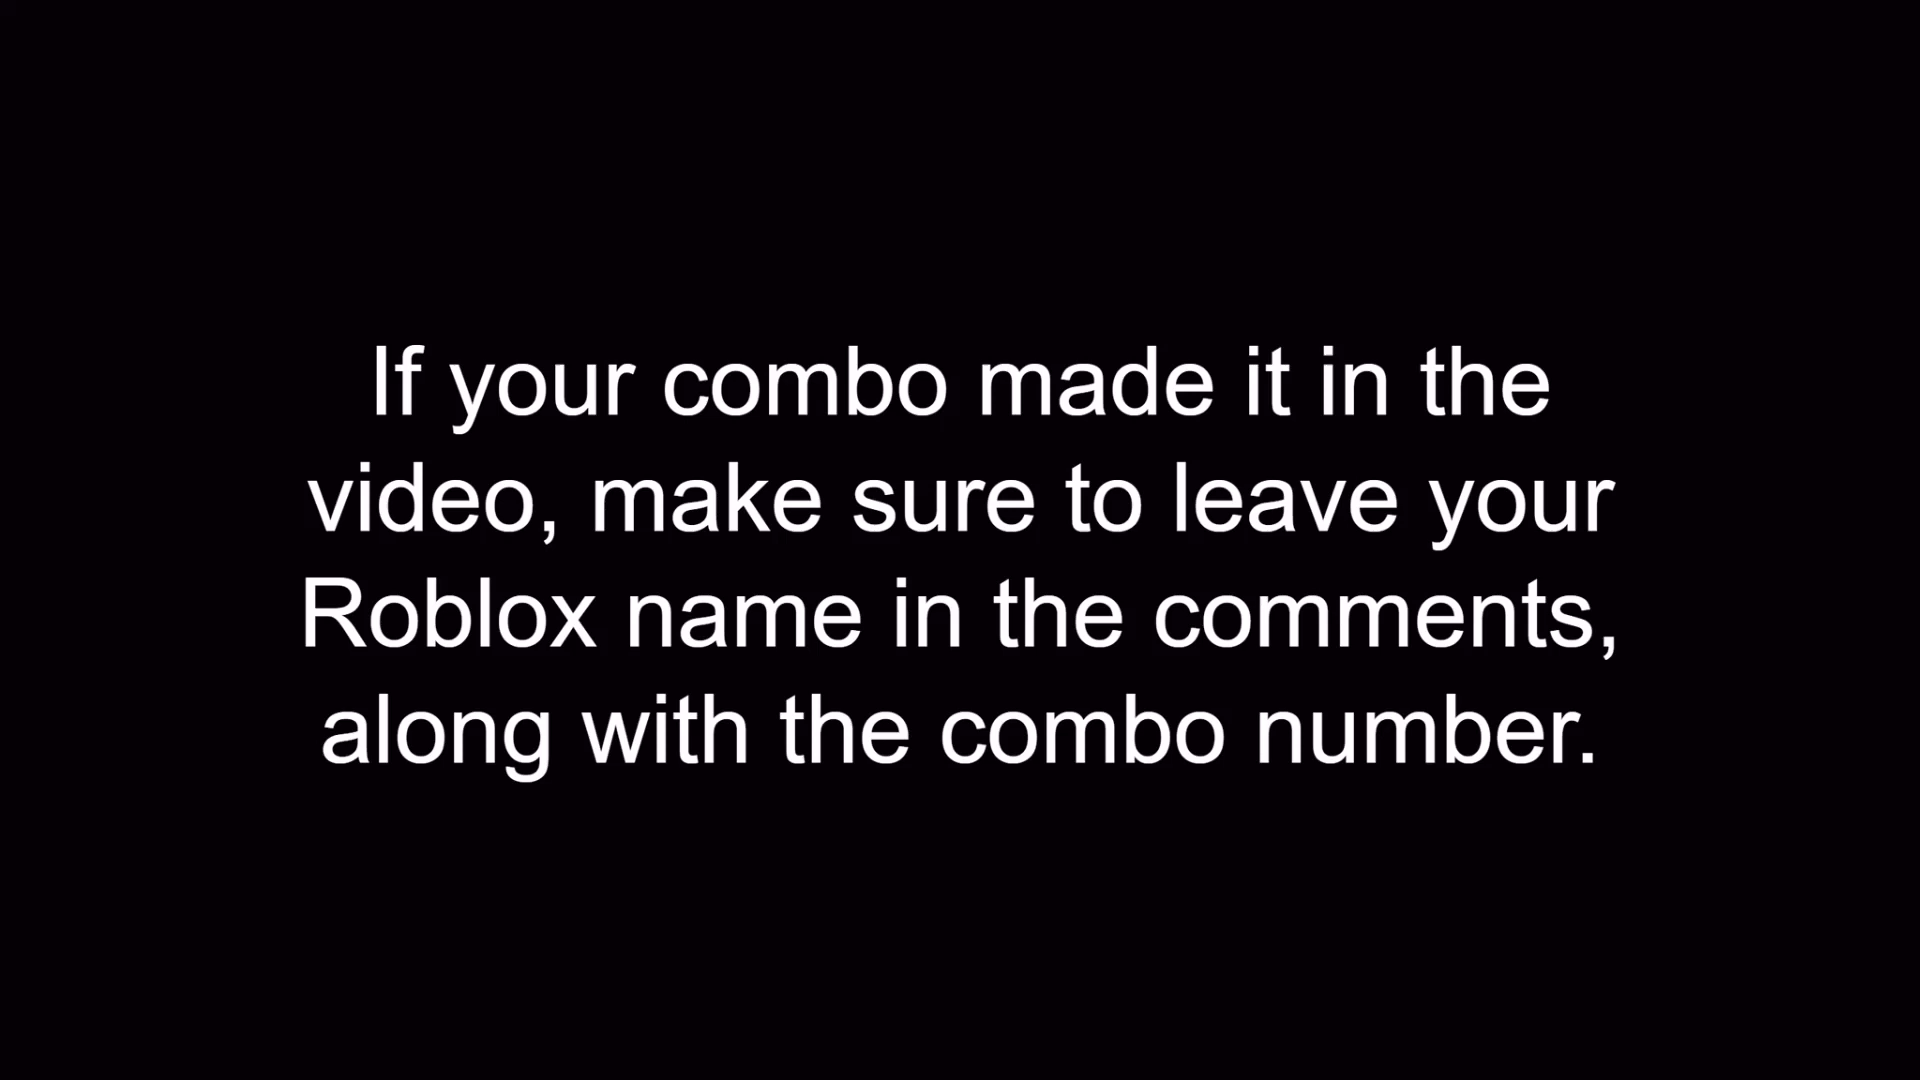 If your combo made it in the
video, make sure to leave your
Roblox name in the comments,
along with the combo number.